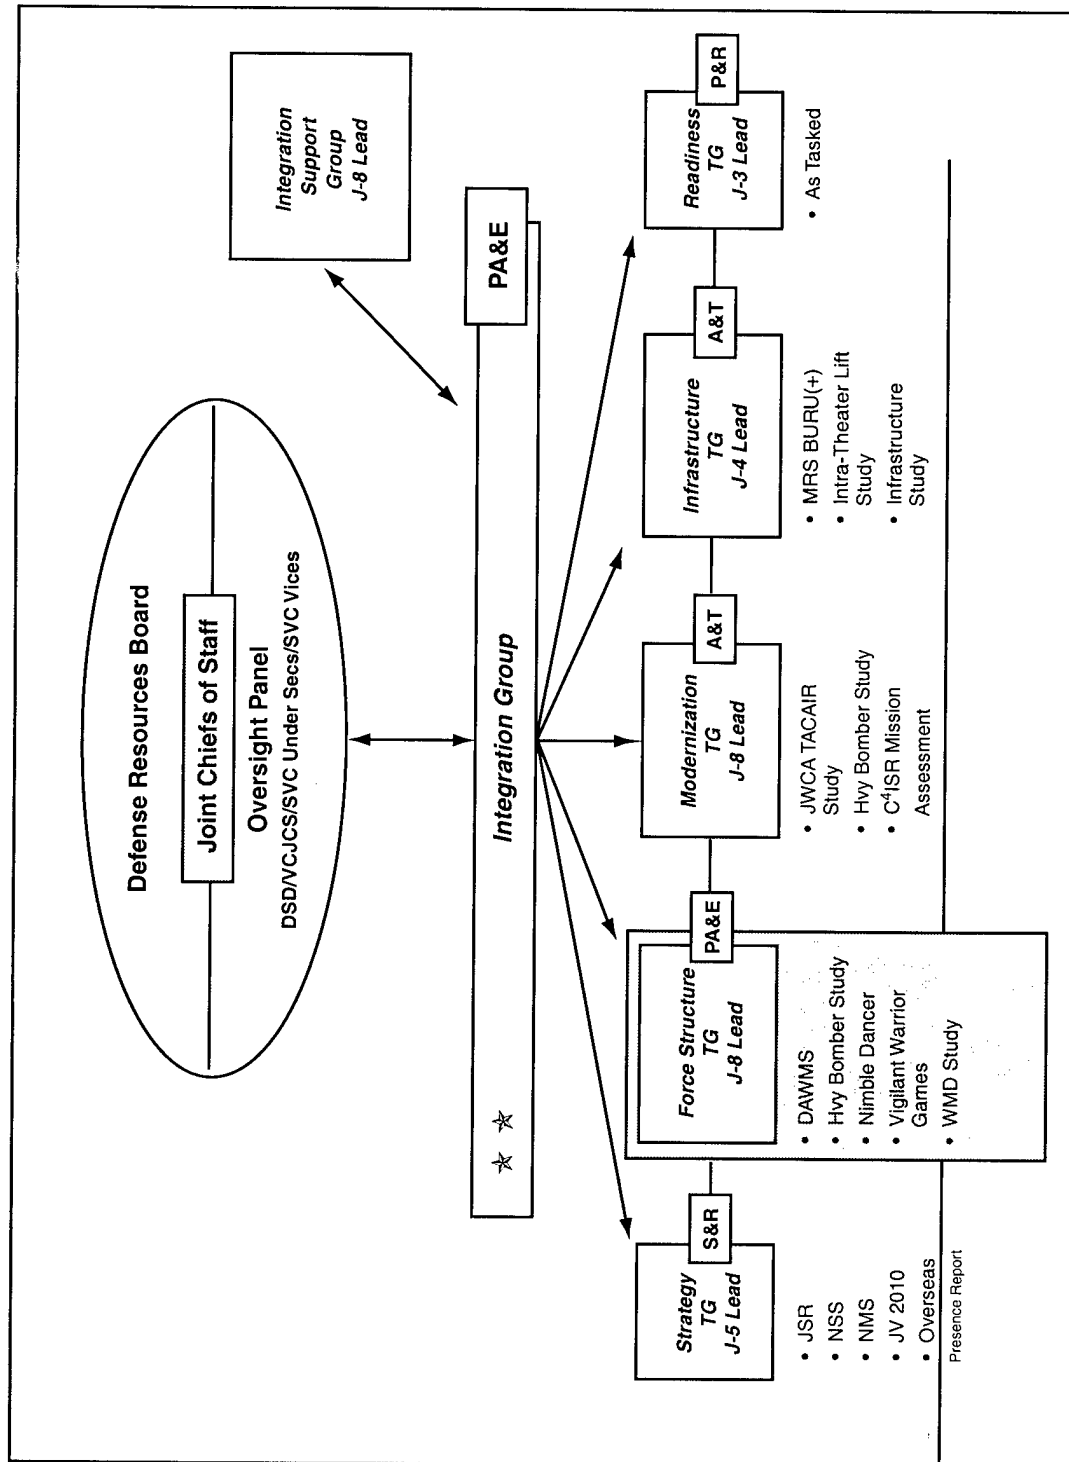 Defense Resources Board
Joint Chiefs of Staff
Oversight Panel
DSD/VCJCS/SVC Under Secs/SVC Vices
Integration
Support
Group
J-8 Lead
Integration Group
PA&E
Strategy
TG
J-5 Lead
S&R
• JSR
• NSS
• NMS
• JV 2010
• Overseas
Presence Report
Force Structure
TG
J-8 Lead
PA&E
• DAWMS
• Hvy Bomber Study
• Nimble Dancer
• Vigilant Warrior
Games
• WMD Study
Modernization
TG
J-8 Lead
A&T
• JWCA TACAIR
Study
• Hvy Bomber Study
• C⁴ISR Mission
Assessment
Infrastructure
TG
J-4 Lead
A&T
• MRS BURU(+)
• Intra-Theater Lift
Study
• Infrastructure
Study
Readiness
TG
J-3 Lead
P&R
• As Tasked